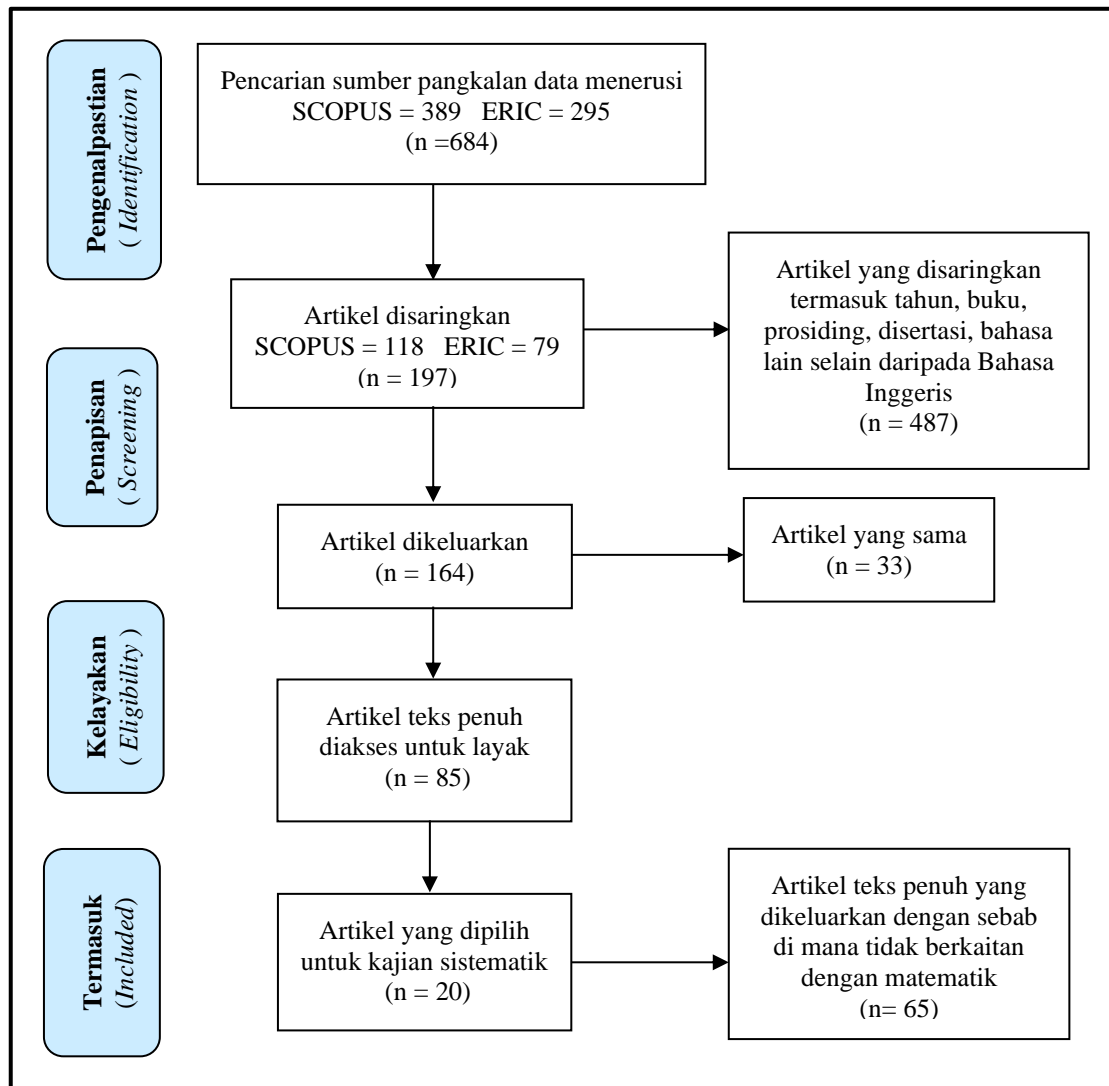 Pengenalpastian
( Identification )
Pencarian sumber pangkalan data menerusi
SCOPUS = 389 ERIC = 295
(n =684)
Penapisan
( Screening )
Artikel disaringkan
SCOPUS = 118 ERIC = 79
(n = 197)
Artikel yang disaringkan
termasuk tahun, buku,
prosiding, disertasi, bahasa
lain selain daripada Bahasa
Inggeris
(n = 487)
Artikel dikeluarkan
(n = 164)
Artikel yang sama
(n = 33)
Kelayakan
( Eligibility )
Artikel teks penuh
diakses untuk layak
(n = 85)
Termasuk
(Included)
Artikel yang dipilih
untuk kajian sistematik
(n = 20)
Artikel teks penuh yang
dikeluarkan dengan sebab
di mana tidak berkaitan
dengan matematik
(n= 65)